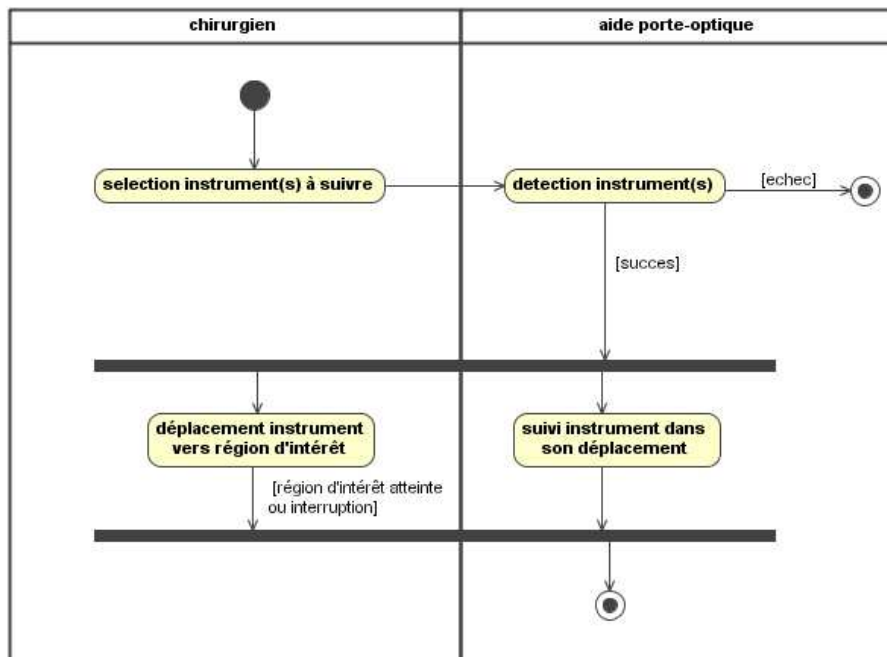 chirurgien
aide porte-optique
selection instrument(s) à suivre
detection instrument(s)
[echec]
[succes]
déplacement instrument
vers région d'intérêt
suivi instrument dans
son déplacement
[région d'intérêt atteinte
ou interruption]